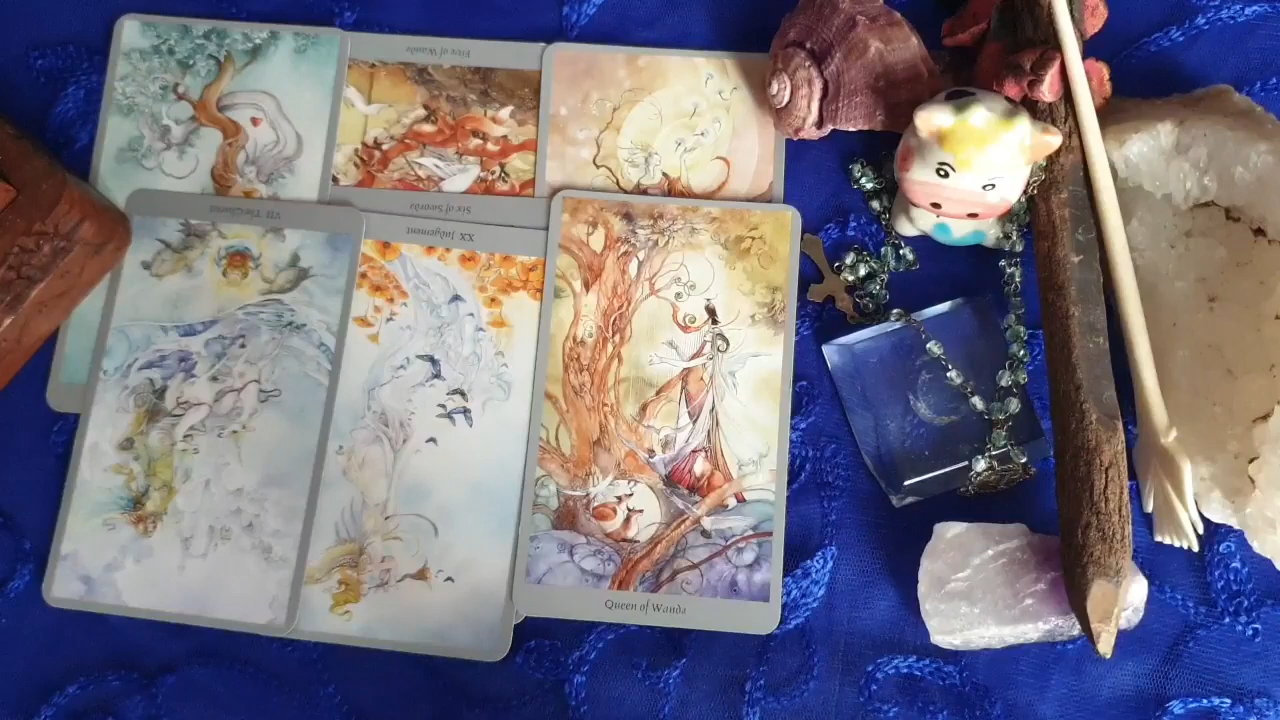 Five of Wands
Six of Swords
VII The Chariot
XX Judgement
Queen of Wands